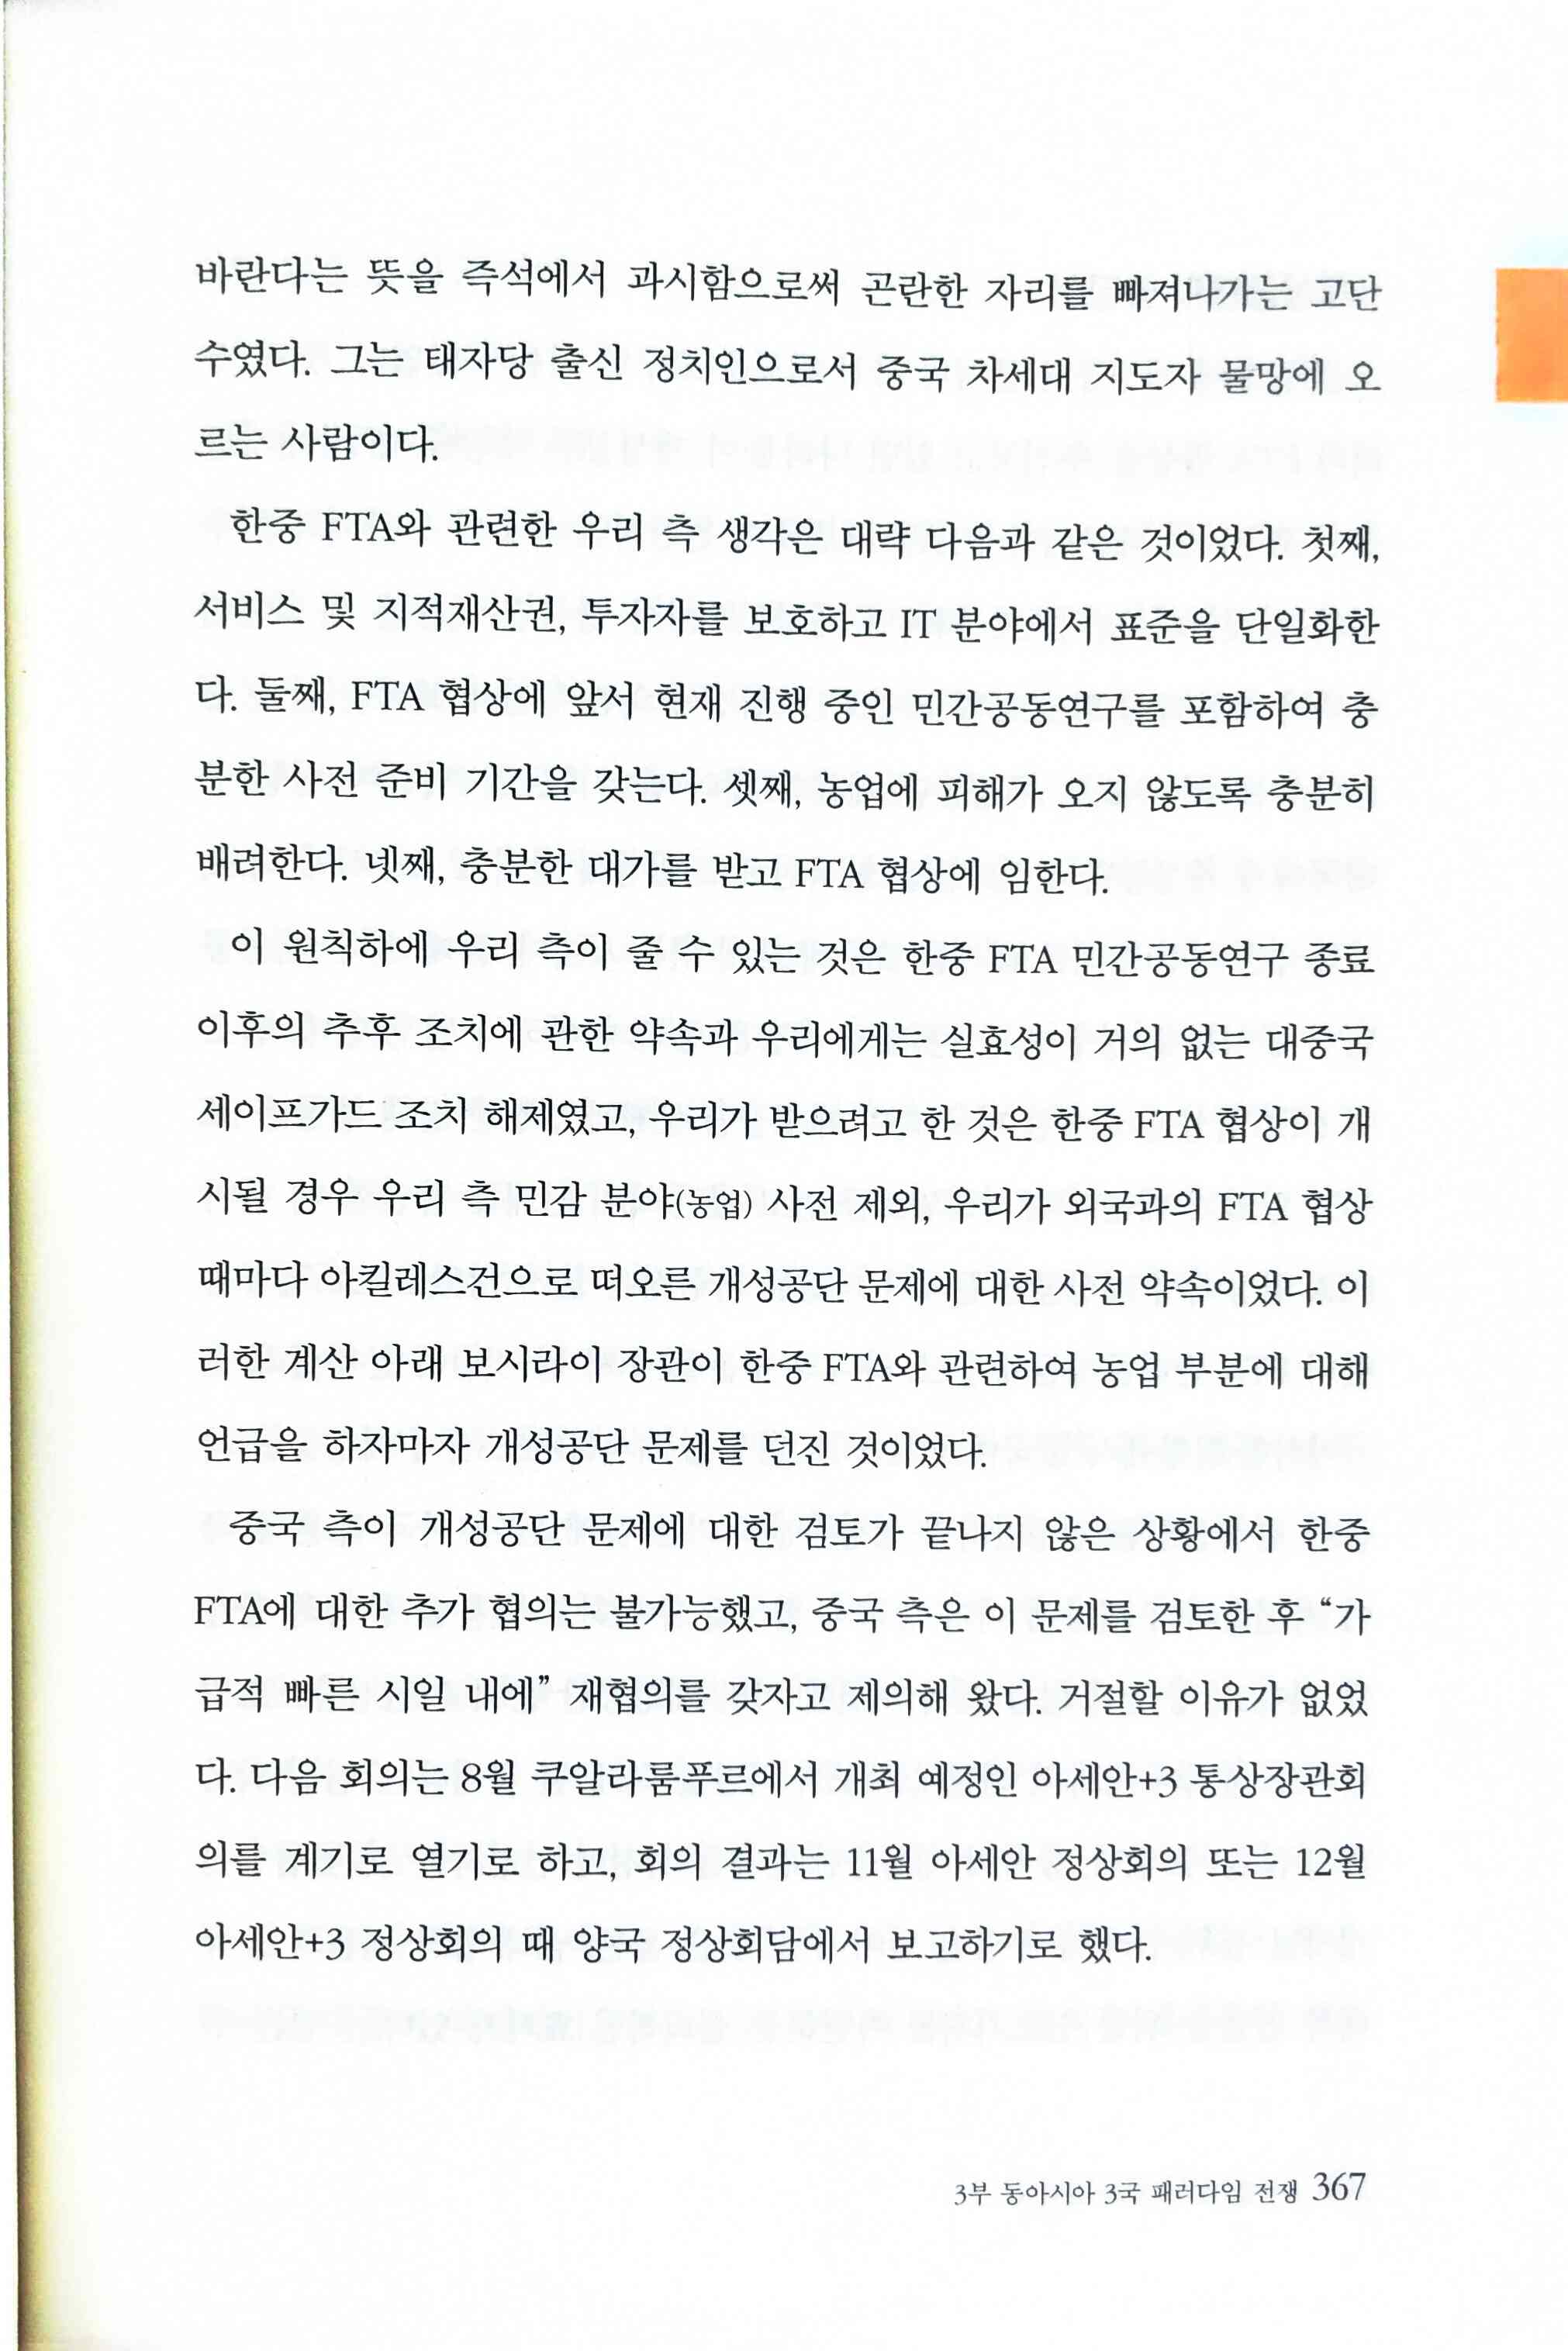 바란다는 뜻을 즉석에서 과시함으로써 곤란한 자리를 빠져나가는 고단
수였다. 그는 태자당 출신 정치인으로서 중국 차세대 지도자 물망에 오
르는 사람이다.
한중 FTA와 관련한 우리 측 생각은 대략 다음과 같은 것이었다. 첫째,
서비스 및 지적재산권, 투자자를 보호하고 IT 분야에서 표준을 단일화한
다. 둘째, FTA 협상에 앞서 현재 진행 중인 민간공동연구를 포함하여 충
분한 사전 준비 기간을 갖는다. 셋째, 농업에 피해가 오지 않도록 충분히
배려한다. 넷째, 충분한 대가를 받고 FTA 협상에 임한다.
이 원칙하에 우리 측이 줄 수 있는 것은 한중 FTA 민간공동연구 종료
이후의 추후 조치에 관한 약속과 우리에게는 실효성이 거의 없는 대중국
세이프가드 조치 해제였고, 우리가 받으려고 한 것은 한중 FTA 협상이 개
시될 경우 우리 측 민감 분야(농업) 사전 제외, 우리가 외국과의 FTA 협상
때마다 아킬레스건으로 떠오른 개성공단 문제에 대한 사전 약속이었다. 이
러한 계산 아래 보시라이 장관이 한중 FTA와 관련하여 농업 부분에 대해
언급을 하자마자 개성공단 문제를 던진 것이었다.
중국 측이 개성공단 문제에 대한 검토가 끝나지 않은 상황에서 한중
FTA에 대한 추가 협의는 불가능했고, 중국 측은 이 문제를 검토한 후 “가
급적 빠른 시일 내에” 재협의를 갖자고 제의해 왔다. 거절할 이유가 없었
다. 다음 회의는 8월 쿠알라룸푸르에서 개최 예정인 아세안+3 통상장관회
의를 계기로 열기로 하고, 회의 결과는 11월 아세안 정상회의 또는 12월
아세안+3 정상회의 때 양국 정상회담에서 보고하기로 했다.
3부 동아시아 3국 패러다임 전쟁 367